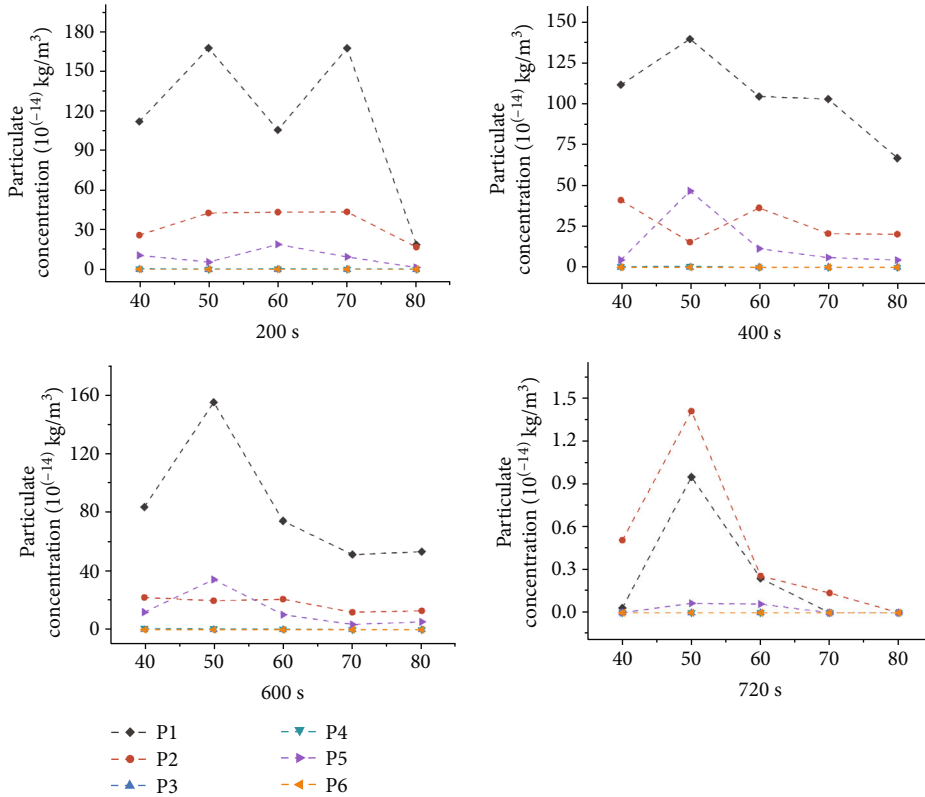 Particulate
concentration (10(−14) kg/m3)
180
150
120
90
60
30
0
40 50 60 70 80
200 s
Particulate
concentration (10(−14) kg/m3)
150
125
100
75
50
25
0
40 50 60 70 80
400 s
Particulate
concentration (10(−14) kg/m3)
160
120
80
40
0
40 50 60 70 80
600 s
Particulate
concentration (10(−14) kg/m3)
1.5
1.2
0.9
0.6
0.3
0.0
40 50 60 70 80
720 s
P1
P2
P3
P4
P5
P6